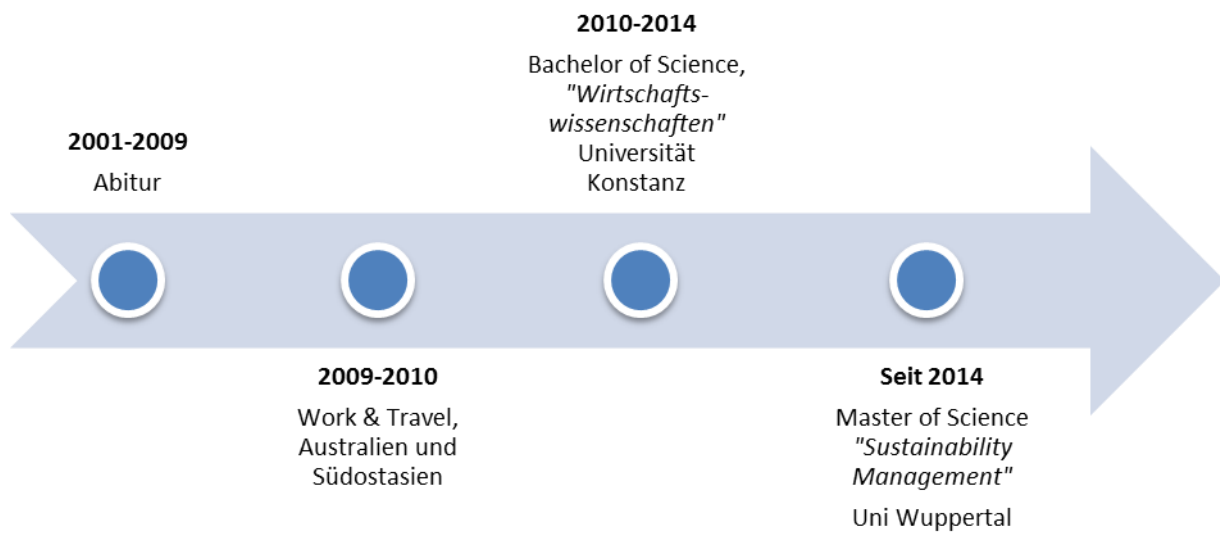 2001-2009
Abitur
2009-2010
Work & Travel,
Australien und
Südostasien
2010-2014
Bachelor of Science,
"Wirtschafts-
wissenschaften"
Universität
Konstanz
Seit 2014
Master of Science
"Sustainability
Management"
Uni Wuppertal